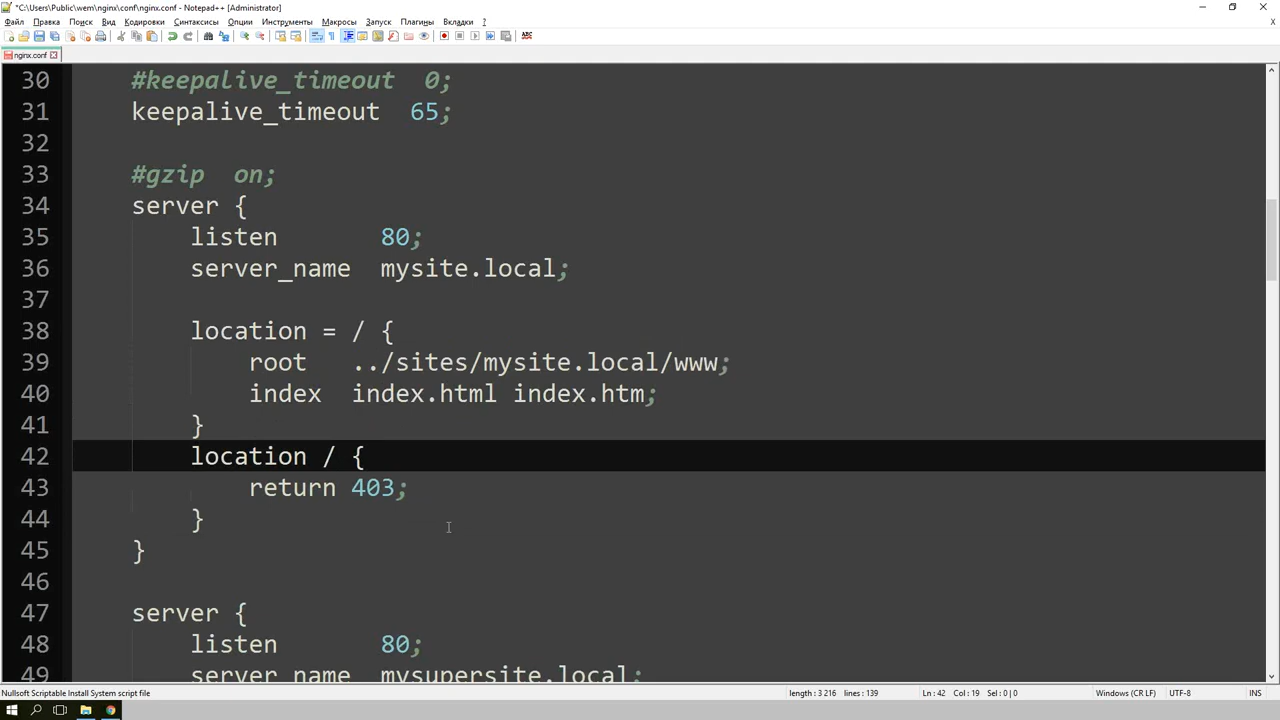 *C:\Users\Public\wem\nginx\conf\nginx.conf - Notepad++ [Administrator]
Файл Правка Поиск Вид Кодировки Синтаксисы Опции Инструменты Макросы Запуск Плагины Вкладки ?
nginx.conf
30 #keepalive_timeout  0;
31 keepalive_timeout  65;
32
33 #gzip  on;
34 server {
35 listen       80;
36 server_name  mysite.local;
37
38 location = / {
39 root   ../sites/mysite.local/www;
40 index  index.html index.htm;
41 }
42 location / {
43 return 403;
44 }
45 }
46
47 server {
48 listen       80;
49 server_name  mysupersite.local;
Nullsoft Scriptable Install System script file length : 3 216 lines : 139 Ln : 42 Col : 19 Sel : 0 | 0 Windows (CR LF) UTF-8 INS